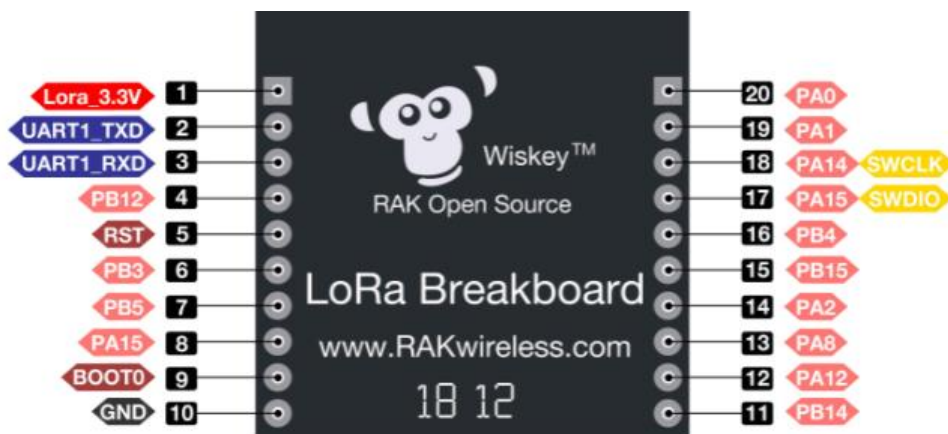 Lora_3.3V 1 20 PA0
UART1_TXD 2 19 PA1
UART1_RXD 3 Wiskey™ 18 PA14 SWCLK
PB12 4 RAK Open Source 17 PA15 SWDIO
RST 5 16 PB4
PB3 6 15 PB15
PB5 7 LoRa Breakboard 14 PA2
PA15 8 www.RAKwireless.com 13 PA8
BOOT0 9 12 PA12
GND 10 18 12 11 PB14